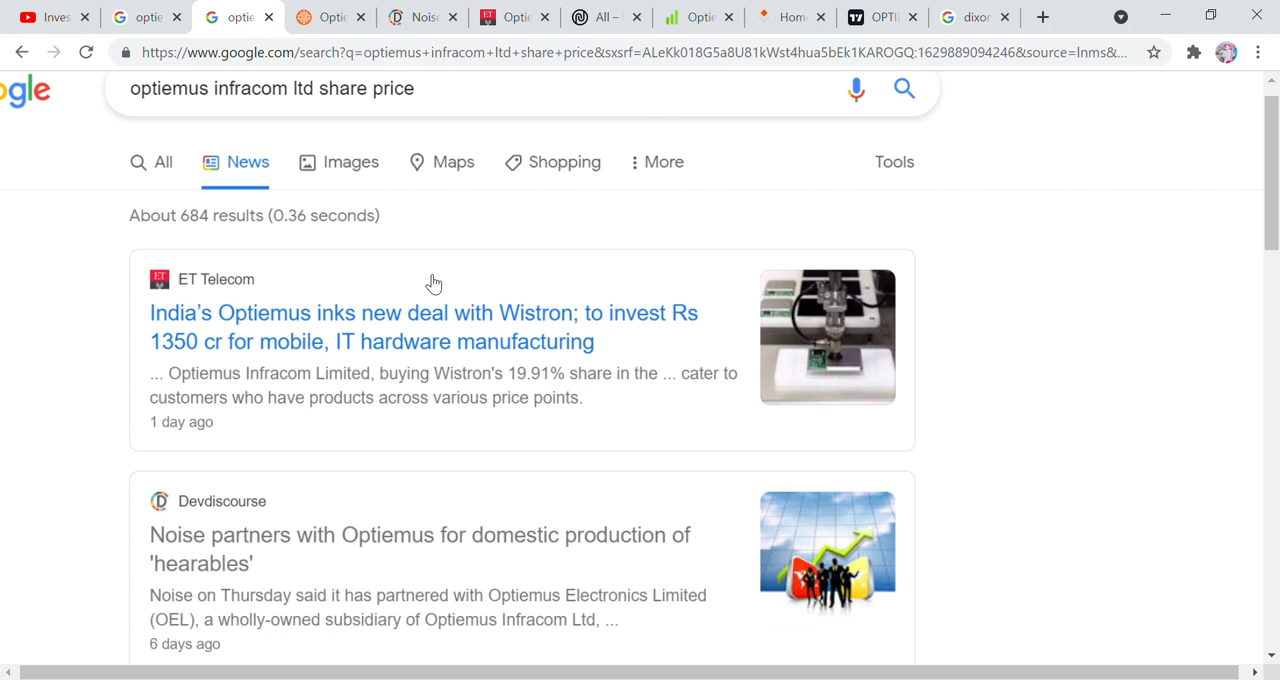 Inves
optie
optie
Optie
Noise
Optie
All –
Optie
Hom
OPTI
dixor
https://www.google.com/search?q=optiemus+infracom+ltd+share+price&sxsrf=ALeKk018G5a8U81kWst4hua5bEk1KAROGQ:1629889094246&source=lnms&...
ogle
optiemus infracom ltd share price
All
News
Images
Maps
Shopping
More
Tools
About 684 results (0.36 seconds)
ET Telecom
India's Optiemus inks new deal with Wistron; to invest Rs
1350 cr for mobile, IT hardware manufacturing
... Optiemus Infracom Limited, buying Wistron's 19.91% share in the ... cater to
customers who have products across various price points.
1 day ago
Devdiscourse
Noise partners with Optiemus for domestic production of
'hearables'
Noise on Thursday said it has partnered with Optiemus Electronics Limited
(OEL), a wholly-owned subsidiary of Optiemus Infracom Ltd, ...
6 days ago